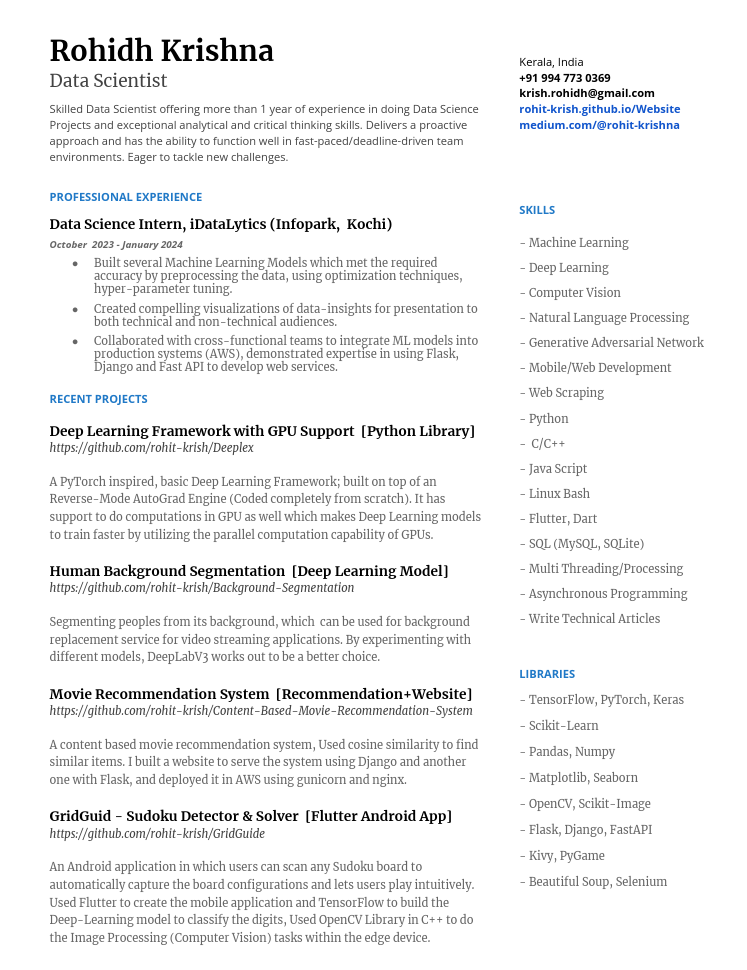 Rohidh Krishna
Data Scientist
Skilled Data Scientist offering more than 1 year of experience in doing Data Science
Projects and exceptional analytical and critical thinking skills. Delivers a proactive
approach and has the ability to function well in fast-paced/deadline-driven team
environments. Eager to tackle new challenges.
Kerala, India
+91 994 773 0369
krish.rohidh@gmail.com
rohit-krish.github.io/Website
medium.com/@rohit-krishna
PROFESSIONAL EXPERIENCE
Data Science Intern, iDataLytics (Infopark,  Kochi)
October  2023 - January 2024
● Built several Machine Learning Models which met the required
accuracy by preprocessing the data, using optimization techniques,
hyper-parameter tuning.
● Created compelling visualizations of data-insights for presentation to
both technical and non-technical audiences.
● Collaborated with cross-functional teams to integrate ML models into
production systems (AWS), demonstrated expertise in using Flask,
Django and Fast API to develop web services.
RECENT PROJECTS
Deep Learning Framework with GPU Support  [Python Library]
https://github.com/rohit-krish/Deeplex
A PyTorch inspired, basic Deep Learning Framework; built on top of an
Reverse-Mode AutoGrad Engine (Coded completely from scratch). It has
support to do computations in GPU as well which makes Deep Learning models
to train faster by utilizing the parallel computation capability of GPUs.
Human Background Segmentation  [Deep Learning Model]
https://github.com/rohit-krish/Background-Segmentation
Segmenting peoples from its background, which  can be used for background
replacement service for video streaming applications. By experimenting with
different models, DeepLabV3 works out to be a better choice.
Movie Recommendation System  [Recommendation+Website]
https://github.com/rohit-krish/Content-Based-Movie-Recommendation-System
A content based movie recommendation system, Used cosine similarity to find
similar items. I built a website to serve the system using Django and another
one with Flask, and deployed it in AWS using gunicorn and nginx.
GridGuid - Sudoku Detector & Solver  [Flutter Android App]
https://github.com/rohit-krish/GridGuide
An Android application in which users can scan any Sudoku board to
automatically capture the board configurations and lets users play intuitively.
Used Flutter to create the mobile application and TensorFlow to build the
Deep-Learning model to classify the digits, Used OpenCV Library in C++ to do
the Image Processing (Computer Vision) tasks within the edge device.
SKILLS
- Machine Learning
- Deep Learning
- Computer Vision
- Natural Language Processing
- Generative Adversarial Network
- Mobile/Web Development
- Web Scraping
- Python
-  C/C++
- Java Script
- Linux Bash
- Flutter, Dart
- SQL (MySQL, SQLite)
- Multi Threading/Processing
- Asynchronous Programming
- Write Technical Articles
LIBRARIES
- TensorFlow, PyTorch, Keras
- Scikit-Learn
- Pandas, Numpy
- Matplotlib, Seaborn
- OpenCV, Scikit-Image
- Flask, Django, FastAPI
- Kivy, PyGame
- Beautiful Soup, Selenium